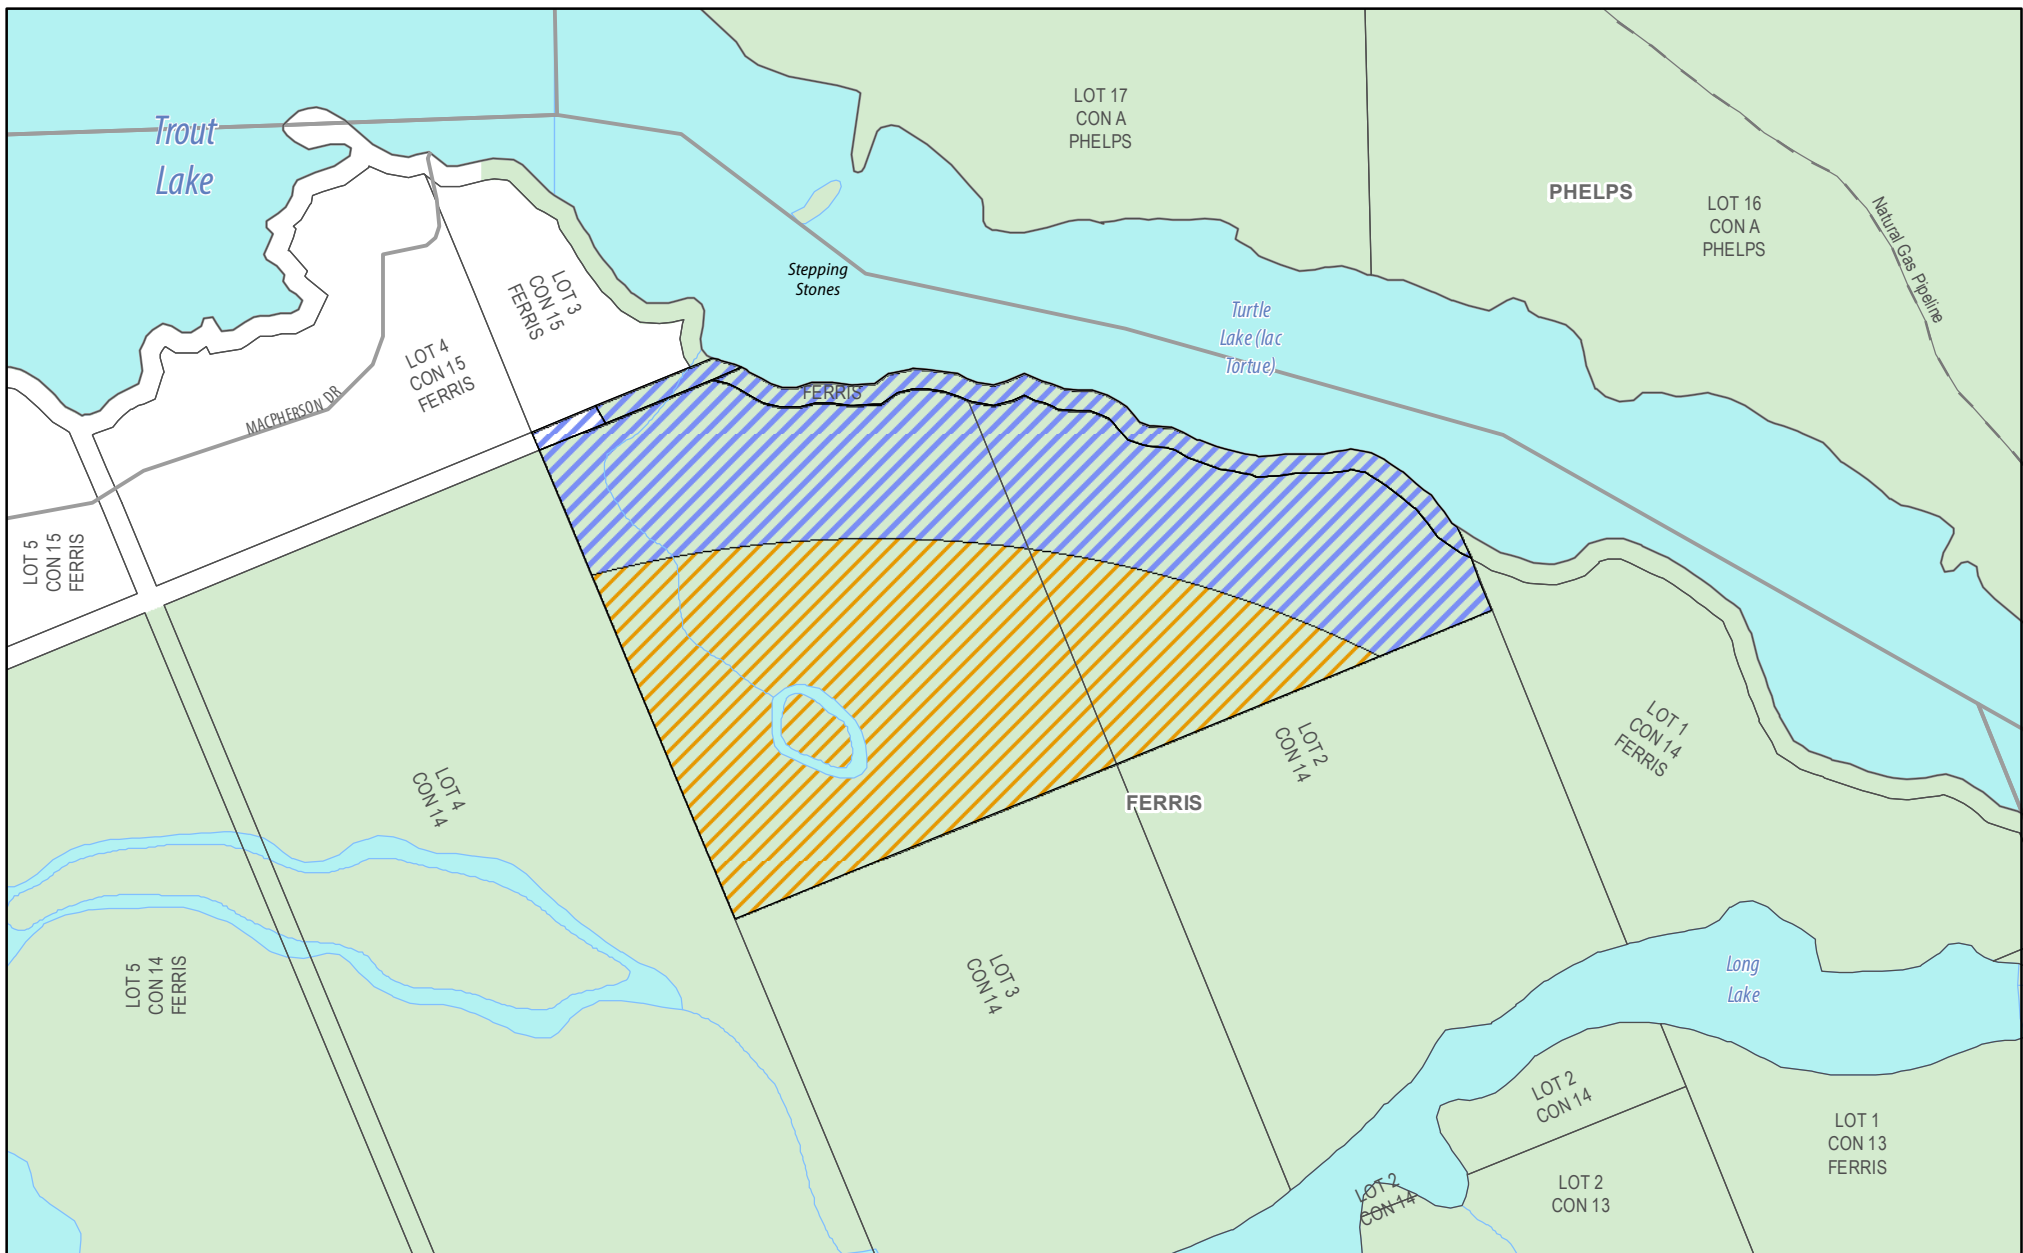 LOT 17
CON A
PHELPS
Trout
Lake
PHELPS
LOT 16
CON A
PHELPS
Natural Gas Pipeline
Stepping
Stones
LOT 3
CON 15
FERRIS
Turtle
Lake (lac
Tortue)
LOT 4
CON 15
FERRIS
FERRIS
MACPHERSON DR
LOT 5
CON 15
FERRIS
LOT 1
CON 14
FERRIS
LOT 2
CON 14
LOT 4
CON 14
FERRIS
LOT 5
CON 14
FERRIS
LOT 3
CON 14
Long
Lake
LOT 2
CON 14
LOT 1
CON 13
FERRIS
LOT 2
CON 14
LOT 2
CON 13